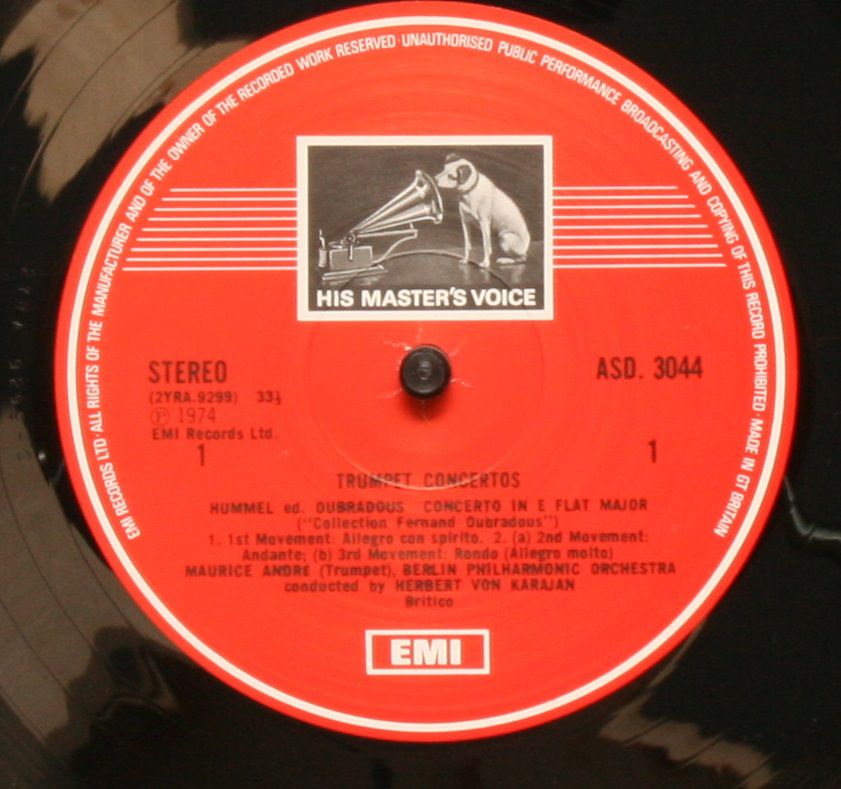 EMI RECORDS LTD · ALL RIGHTS OF THE MANUFACTURER AND OF THE OWNER OF THE RECORDED WORK RESERVED · UNAUTHORISED PUBLIC PERFORMANCE BROADCASTING AND COPYING OF THIS RECORD PROHIBITED · MADE IN GT BRITAIN
HIS MASTER'S VOICE
STEREO
ASD. 3044
(2YRA.9299) 33⅓
Ⓟ 1974
EMI Records Ltd.
1
1
TRUMPET CONCERTOS
HUMMEL ed. OUBRADOUS CONCERTO IN E FLAT MAJOR
("Collection Fernand Oubradous")
1. 1st Movement: Allegro con spirito. 2. (a) 2nd Movement:
Andante; (b) 3rd Movement: Rondo (Allegro molto)
MAURICE ANDRÉ (Trumpet), BERLIN PHILHARMONIC ORCHESTRA
conducted by HERBERT VON KARAJAN
Britico
EMI